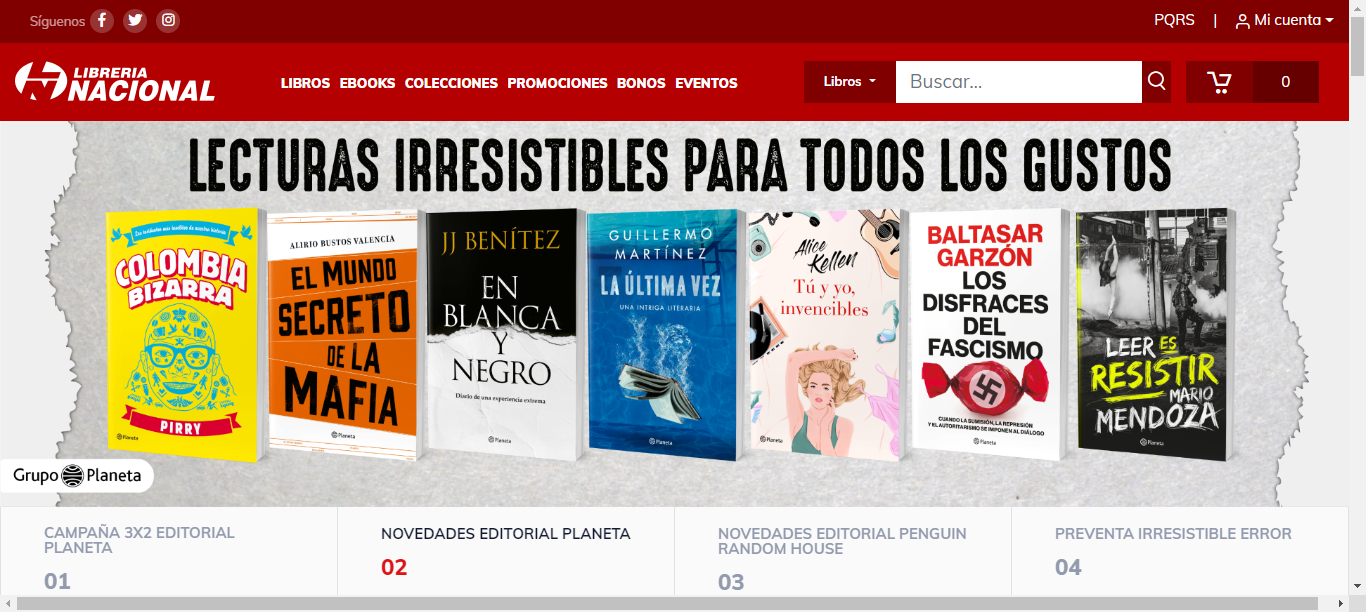 Síguenos
PQRS | Mi cuenta
LIBRERIA
NACIONAL
LIBROS EBOOKS COLECCIONES PROMOCIONES BONOS EVENTOS
Libros
Buscar...
0
LECTURAS IRRESISTIBLES PARA TODOS LOS GUSTOS
COLOMBIA
BIZARRA
PIRRY
Planeta
ALIRIO BUSTOS VALENCIA
EL MUNDO
SECRETO
DE LA
MAFIA
Planeta
JJ BENÍTEZ
EN
BLANCA
Y
NEGRO
Diario de una experiencia extrema
Planeta
GUILLERMO
MARTÍNEZ
LA ÚLTIMA VEZ
UNA INTRIGA LITERARIA
Planeta
Alice
Kellen
Tú y yo,
invencibles
Planeta
BALTASAR
GARZÓN
LOS
DISFRACES
DEL
FASCISMO
CUANDO LA SUMISIÓN, LA REPRESIÓN
Y EL AUTORITARISMO SE IMPONEN AL DIÁLOGO
Planeta
LEER ES
RESISTIR
MARIO
MENDOZA
Planeta
Grupo Planeta
CAMPAÑA 3X2 EDITORIAL
PLANETA
01
NOVEDADES EDITORIAL PLANETA
02
NOVEDADES EDITORIAL PENGUIN
RANDOM HOUSE
03
PREVENTA IRRESISTIBLE ERROR
04